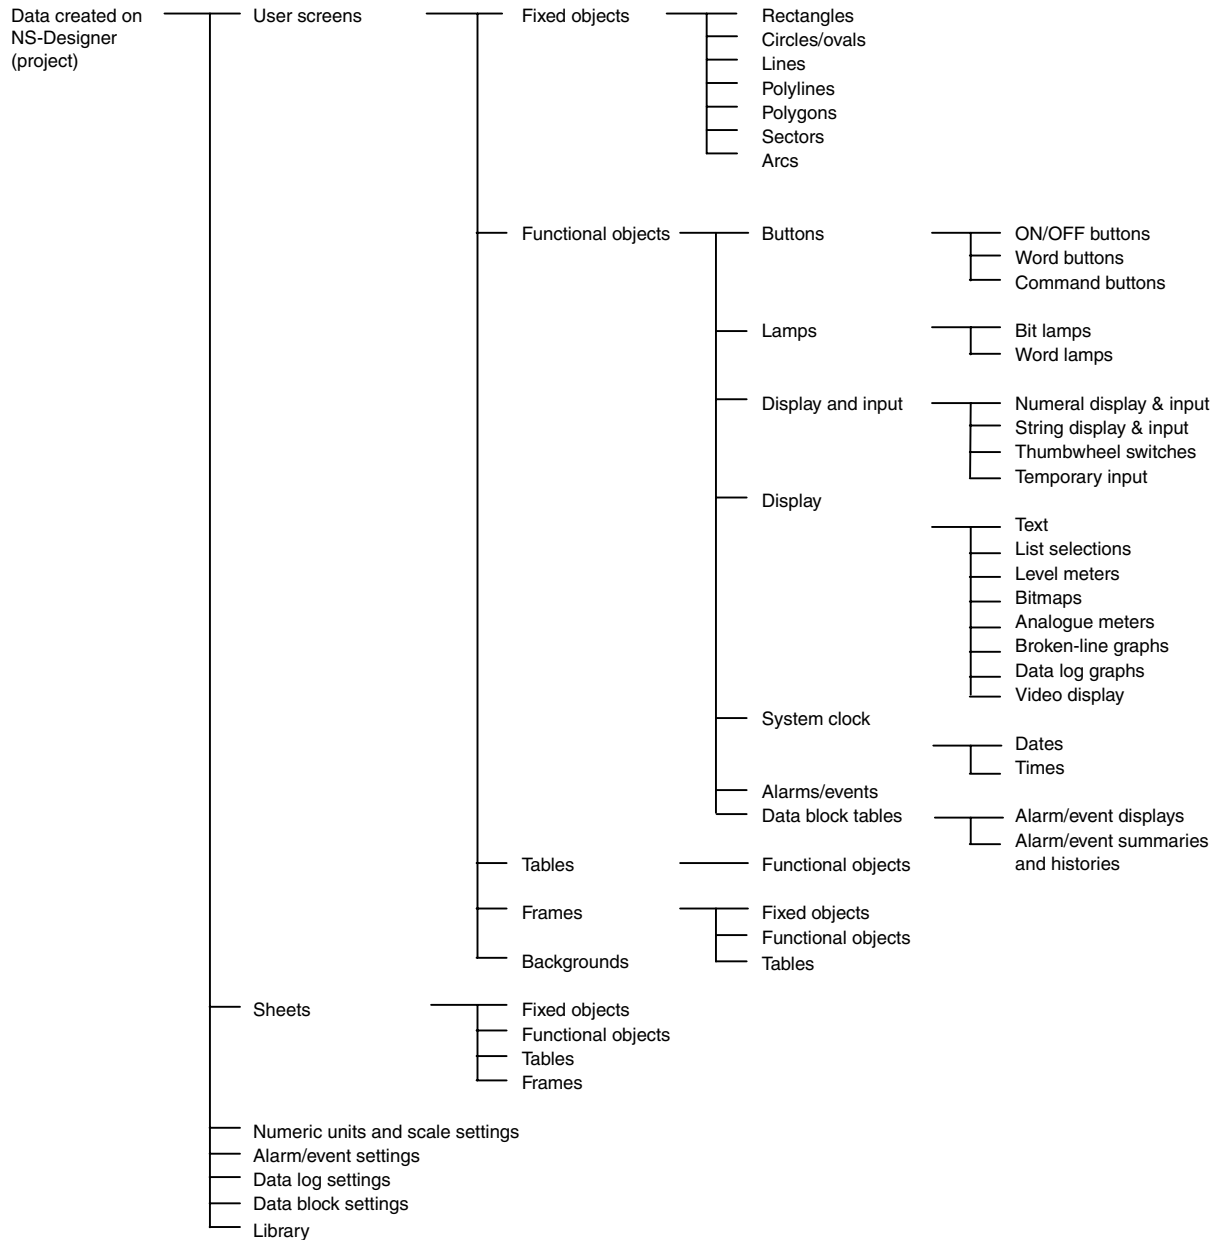 Data created on
NS-Designer
(project)
User screens
Fixed objects
Rectangles
Circles/ovals
Lines
Polylines
Polygons
Sectors
Arcs
Functional objects
Buttons
ON/OFF buttons
Word buttons
Command buttons
Lamps
Bit lamps
Word lamps
Display and input
Numeral display & input
String display & input
Thumbwheel switches
Temporary input
Display
Text
List selections
Level meters
Bitmaps
Analogue meters
Broken-line graphs
Data log graphs
Video display
System clock
Dates
Times
Alarms/events
Data block tables
Alarm/event displays
Alarm/event summaries
and histories
Tables
Functional objects
Frames
Fixed objects
Functional objects
Tables
Backgrounds
Sheets
Fixed objects
Functional objects
Tables
Frames
Numeric units and scale settings
Alarm/event settings
Data log settings
Data block settings
Library